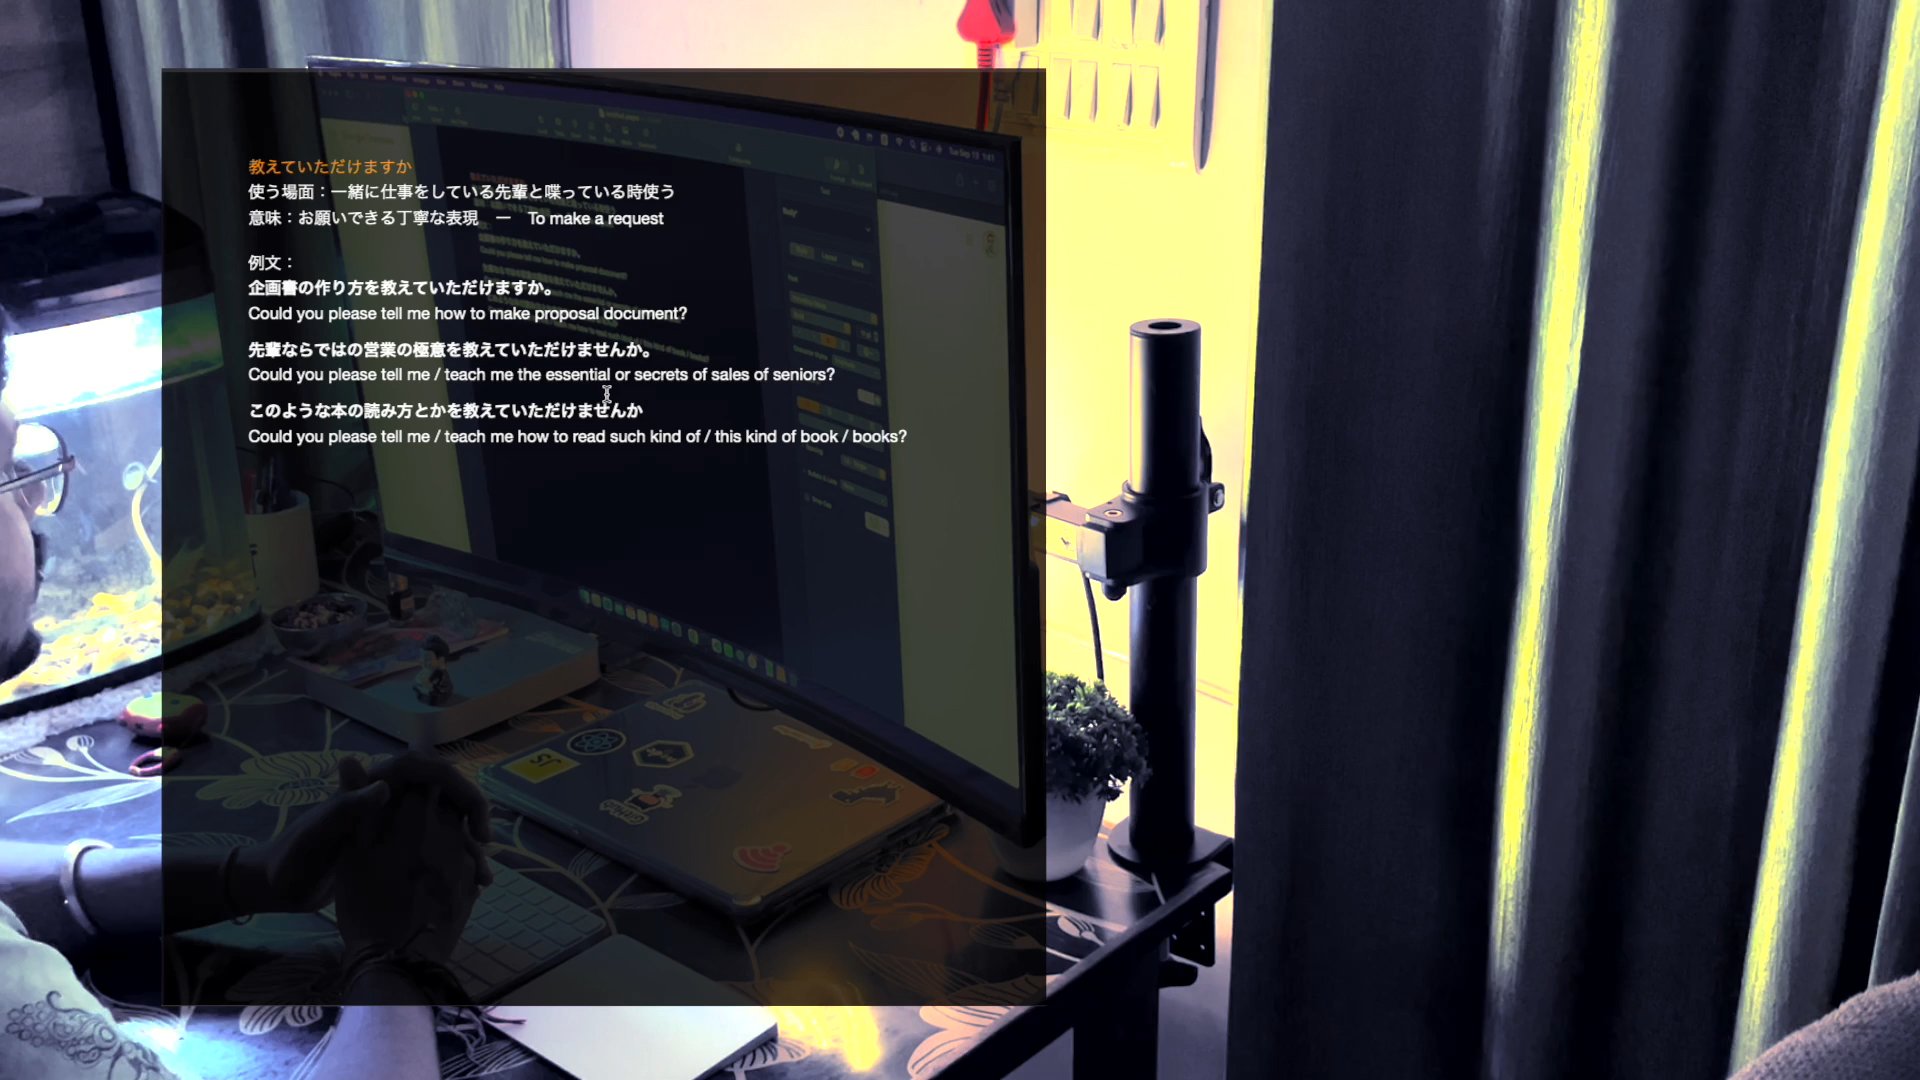 教えていただけますか
使う場面：一緒に仕事をしている先輩と喋っている時使う
意味：お願いできる丁寧な表現　ー　To make a request
例文：
企画書の作り方を教えていただけますか。
Could you please tell me how to make proposal document?
先輩ならではの営業の極意を教えていただけませんか。
Could you please tell me / teach me the essential or secrets of sales of seniors?
このような本の読み方とかを教えていただけませんか
Could you please tell me / teach me how to read such kind of / this kind of book / books?
JS